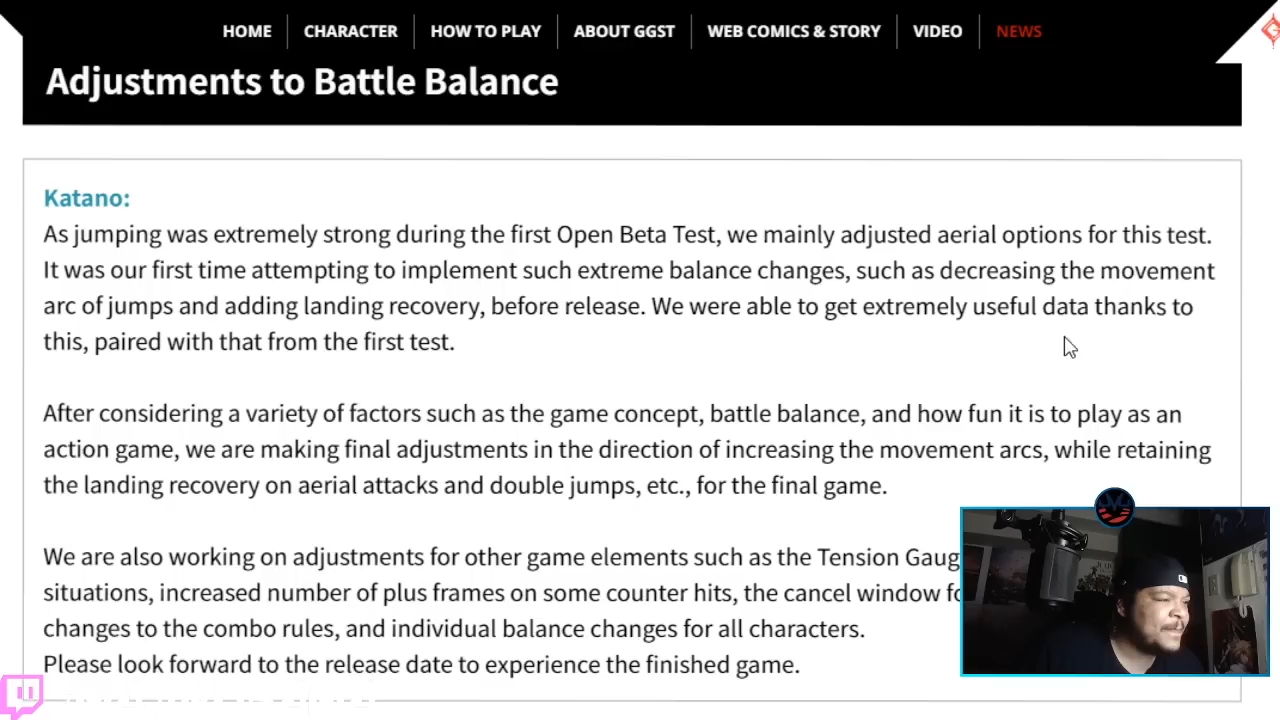 HOME CHARACTER HOW TO PLAY ABOUT GGST WEB COMICS & STORY VIDEO NEWS
Adjustments to Battle Balance
Katano:
As jumping was extremely strong during the first Open Beta Test, we mainly adjusted aerial options for this test.
It was our first time attempting to implement such extreme balance changes, such as decreasing the movement
arc of jumps and adding landing recovery, before release. We were able to get extremely useful data thanks to
this, paired with that from the first test.
After considering a variety of factors such as the game concept, battle balance, and how fun it is to play as an
action game, we are making final adjustments in the direction of increasing the movement arcs, while retaining
the landing recovery on aerial attacks and double jumps, etc., for the final game.
We are also working on adjustments for other game elements such as the Tension
situations, increased number of plus frames on some counter hits, the cancel window
changes to the combo rules, and individual balance changes for all characters.
Please look forward to the release date to experience the finished game.